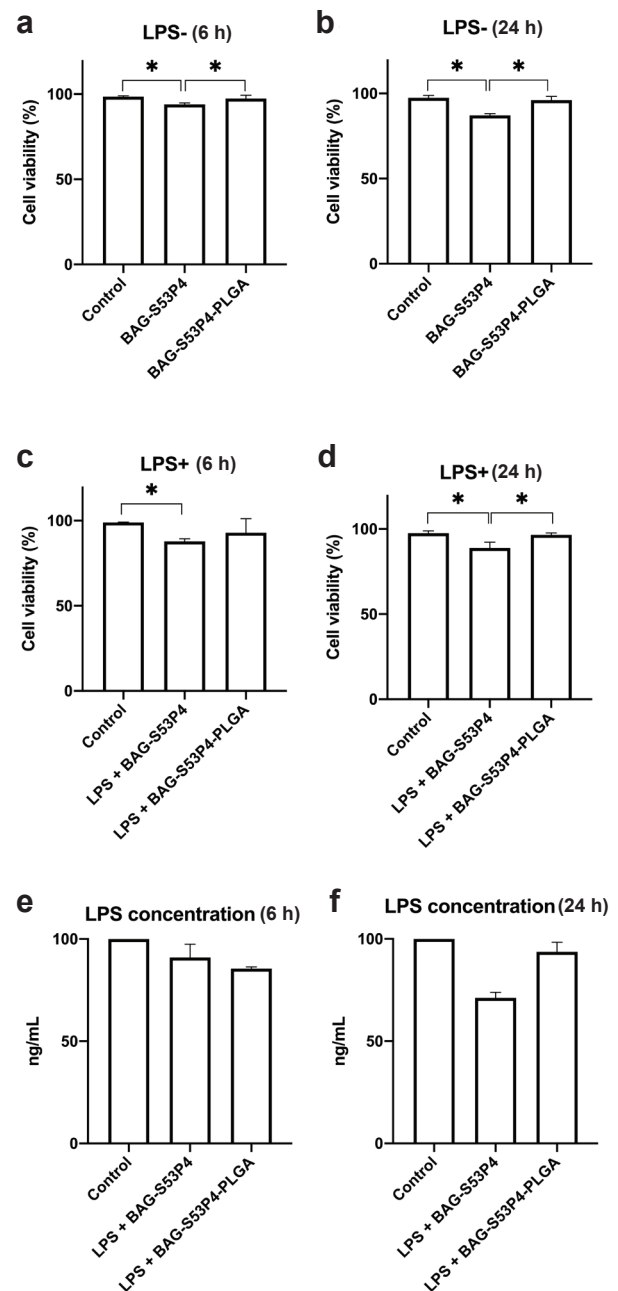 a
LPS- (6 h)
*
*
Cell viability (%)
100
50
0
Control
BAG-S53P4
BAG-S53P4-PLGA
b
LPS- (24 h)
*
*
Cell viability (%)
100
50
0
Control
BAG-S53P4
BAG-S53P4-PLGA
c
LPS+ (6 h)
*
Cell viability (%)
100
50
0
Control
LPS + BAG-S53P4
LPS + BAG-S53P4-PLGA
d
LPS+ (24 h)
*
*
Cell viability (%)
100
50
0
Control
LPS + BAG-S53P4
LPS + BAG-S53P4-PLGA
e
LPS concentration (6 h)
ng/mL
100
50
0
Control
LPS + BAG-S53P4
LPS + BAG-S53P4-PLGA
f
LPS concentration (24 h)
ng/mL
100
50
0
Control
LPS + BAG-S53P4
LPS + BAG-S53P4-PLGA